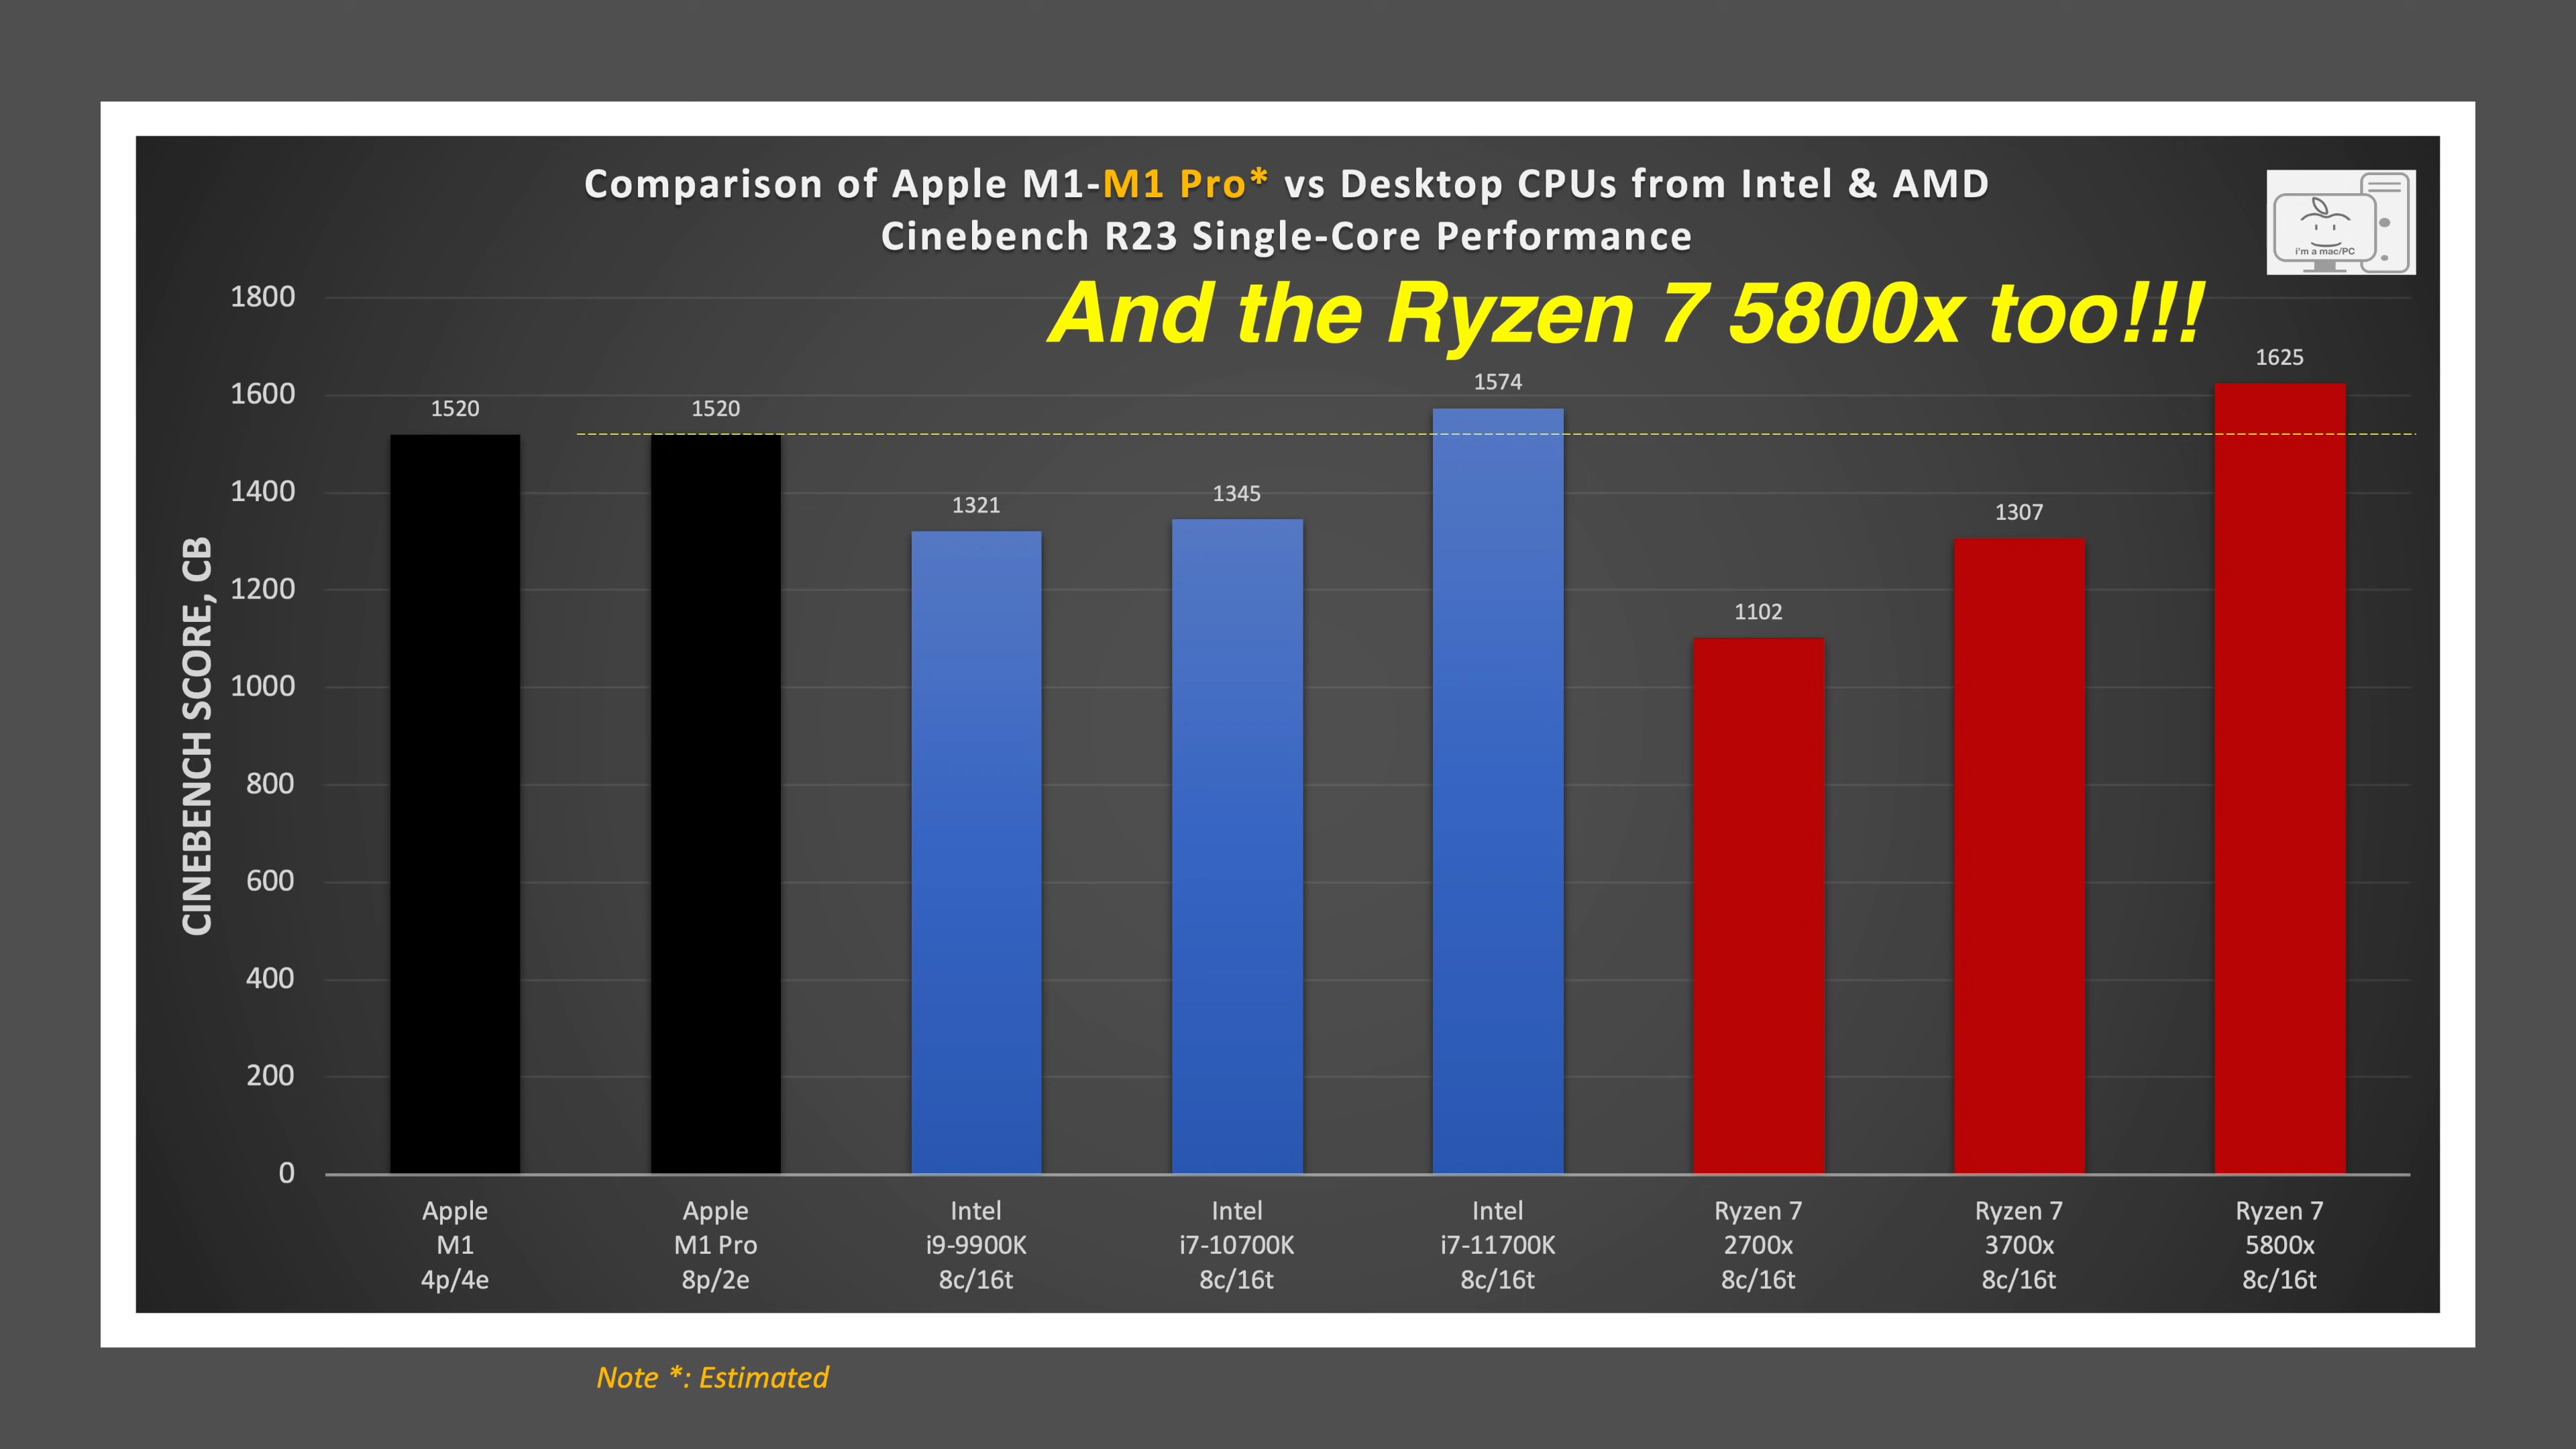 Comparison of Apple M1-M1 Pro* vs Desktop CPUs from Intel & AMD
Cinebench R23 Single-Core Performance
i'm a mac/PC
And the Ryzen 7 5800x too!!!
CINEBENCH SCORE, CB
1800
1600
1400
1200
1000
800
600
400
200
0
1520
1520
1321
1345
1574
1102
1307
1625
Apple
M1
4p/4e
Apple
M1 Pro
8p/2e
Intel
i9-9900K
8c/16t
Intel
i7-10700K
8c/16t
Intel
i7-11700K
8c/16t
Ryzen 7
2700x
8c/16t
Ryzen 7
3700x
8c/16t
Ryzen 7
5800x
8c/16t
Note *: Estimated